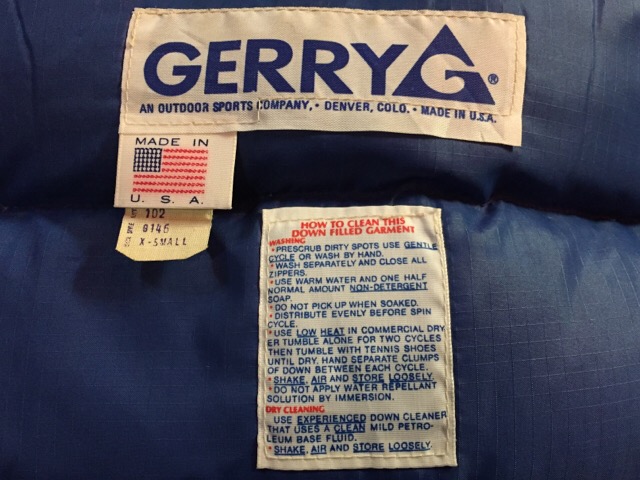 GERRY G ®
AN OUTDOOR SPORTS COMPANY, • DENVER, COLO. • MADE IN U.S.A.
MADE IN
U. S. A.
STYLE 102
8146
X-SMALL
HOW TO CLEAN THIS
DOWN FILLED GARMENT
WASHING
• PRESCRUB DIRTY SPOTS USE GENTLE
CYCLE OR WASH BY HAND.
• WASH SEPARATELY AND CLOSE ALL
ZIPPERS.
• USE WARM WATER AND ONE HALF
NORMAL AMOUNT NON-DETERGENT
SOAP.
• DO NOT PICK UP WHEN SOAKED.
• DISTRIBUTE EVENLY BEFORE SPIN
CYCLE.
• USE LOW HEAT IN COMMERCIAL DRY
ER TUMBLE ALONE FOR TWO CYCLES
THEN TUMBLE WITH TENNIS SHOES
UNTIL DRY. HAND SEPARATE CLUMPS
OF DOWN BETWEEN EACH CYCLE.
• SHAKE, AIR AND STORE LOOSELY.
• DO NOT APPLY WATER REPELLANT
SOLUTION BY IMMERSION.
DRY CLEANING
USE EXPERIENCED DOWN CLEANER
THAT USES A CLEAN MILD PETRO-
LEUM BASE FLUID.
• SHAKE, AIR AND STORE LOOSELY.